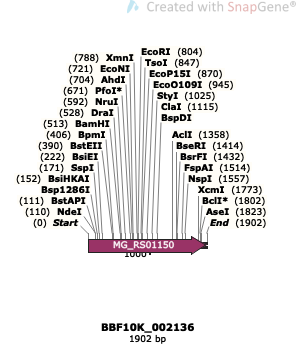 Created with SnapGene®
EcoRI (804)
(788) XmnI
TsoI (847)
(721) EcoNI
EcoP15I (870)
(704) AhdI
EcoO109I (945)
(671) PfoI*
StyI (1025)
(592) NruI
ClaI (1115)
(528) DraI
BspDI
(513) BamHI
(406) BpmI
AclI (1358)
(390) BstEII
BseRI (1414)
(222) BsiEI
BsrFI (1432)
(171) SspI
FspAI (1514)
(152) BsiHKAI
NspI (1557)
Bsp1286I
XcmI (1773)
(111) BstAPI
BclI* (1802)
(110) NdeI
AseI (1823)
(0) Start
End (1902)
MG_RS01150
1000
BBF10K_002136
1902 bp